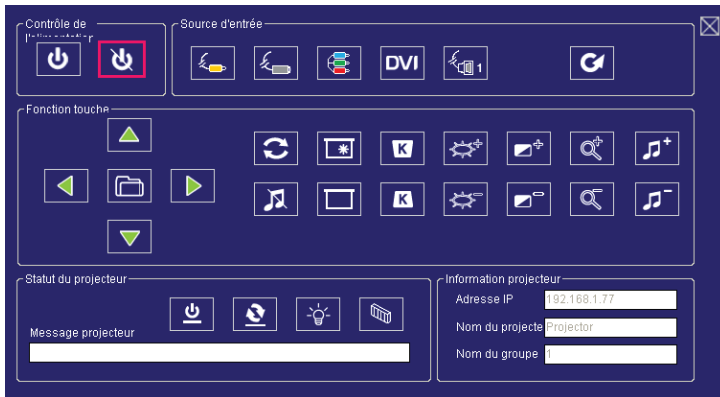 Contrôle de
l'alimentation
Source d'entrée
DVI
1
Fonction touche
K
K
Statut du projecteur
Message projecteur
Information projecteur
Adresse IP
192.168.1.77
Nom du projecte
Projector
Nom du groupe
1